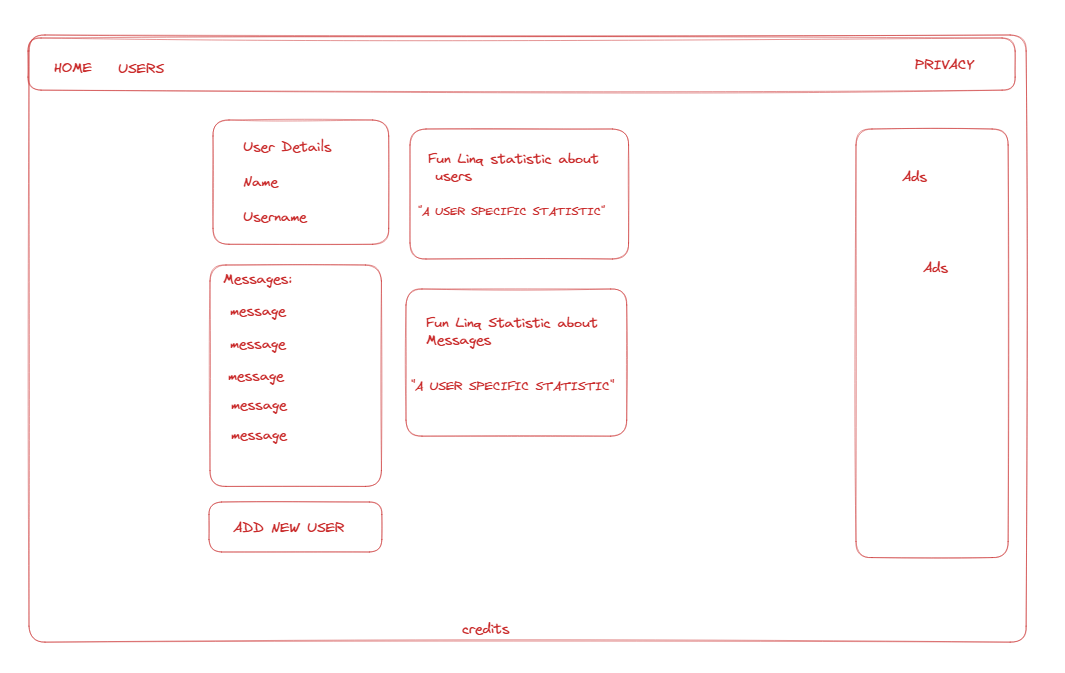 HOME
USERS
PRIVACY
User Details
Name
Username
Fun Linq statistic about
users
"A USER SPECIFIC STATISTIC"
Messages:
message
message
message
message
message
Fun Linq Statistic about
Messages
"A USER SPECIFIC STATISTIC"
ADD NEW USER
Ads
Ads
credits